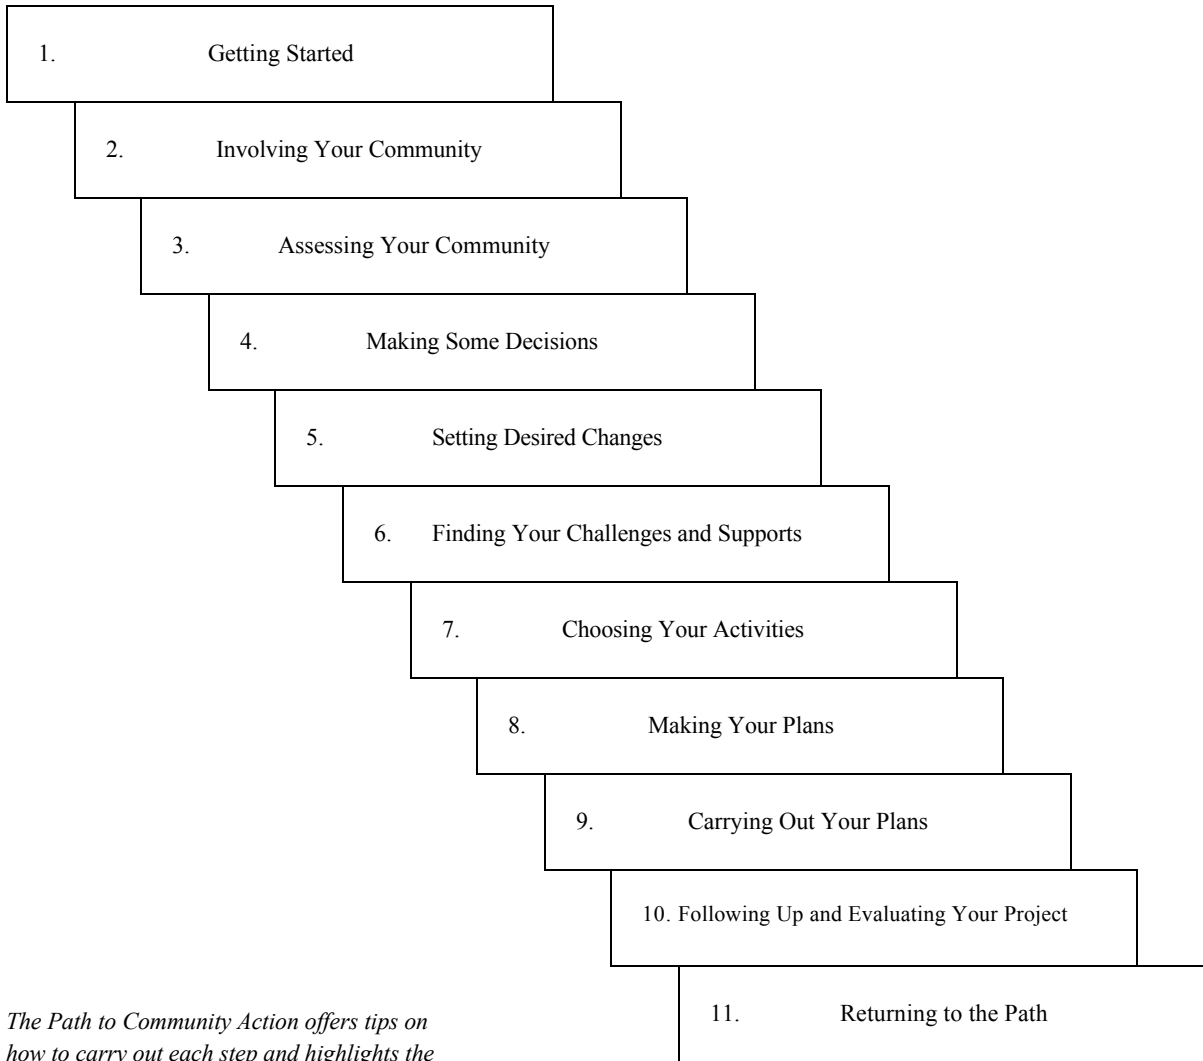 1. Getting Started
2. Involving Your Community
3. Assessing Your Community
4. Making Some Decisions
5. Setting Desired Changes
6. Finding Your Challenges and Supports
7. Choosing Your Activities
8. Making Your Plans
9. Carrying Out Your Plans
10. Following Up and Evaluating Your Project
11. Returning to the Path
The Path to Community Action offers tips on
how to carry out each step and highlights the